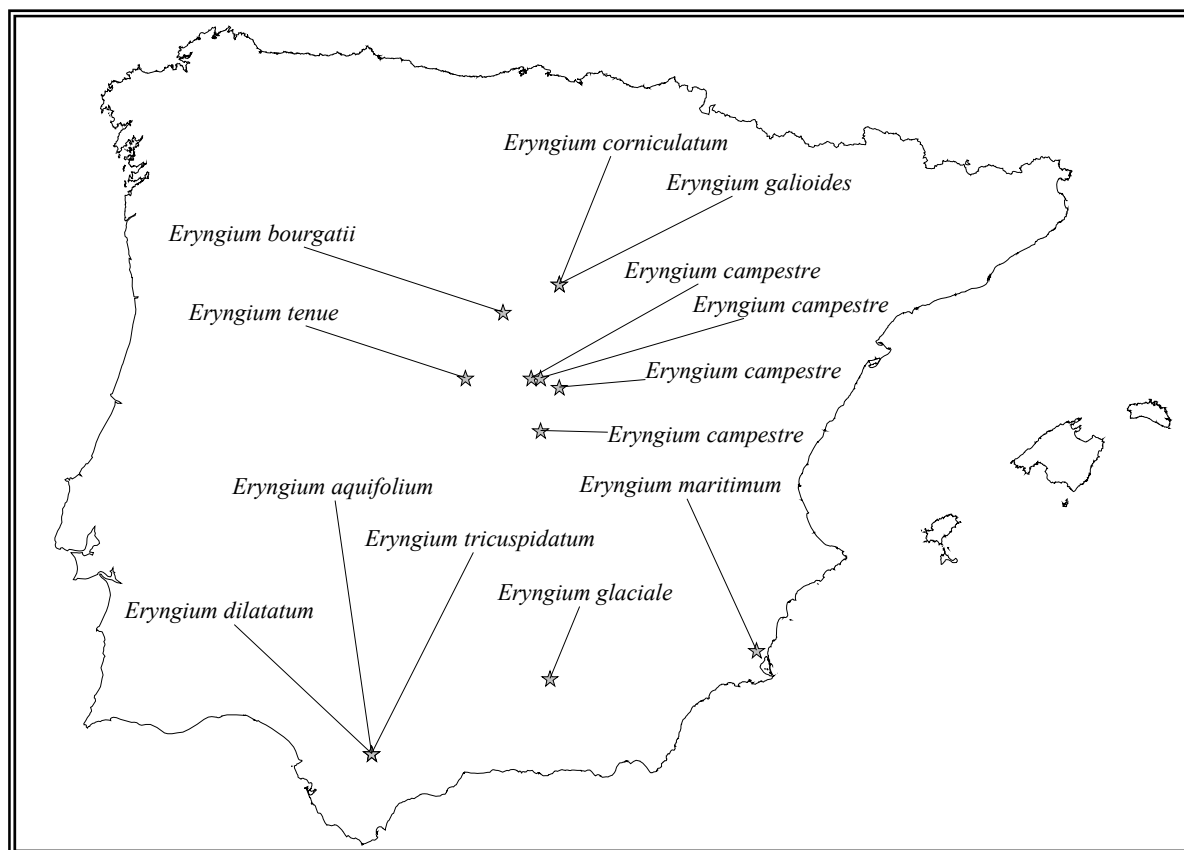 Eryngium corniculatum
Eryngium galioides
Eryngium bourgatii
Eryngium campestre
Eryngium campestre
Eryngium tenue
Eryngium campestre
Eryngium campestre
Eryngium aquifolium
Eryngium maritimum
Eryngium tricuspidatum
Eryngium glaciale
Eryngium dilatatum